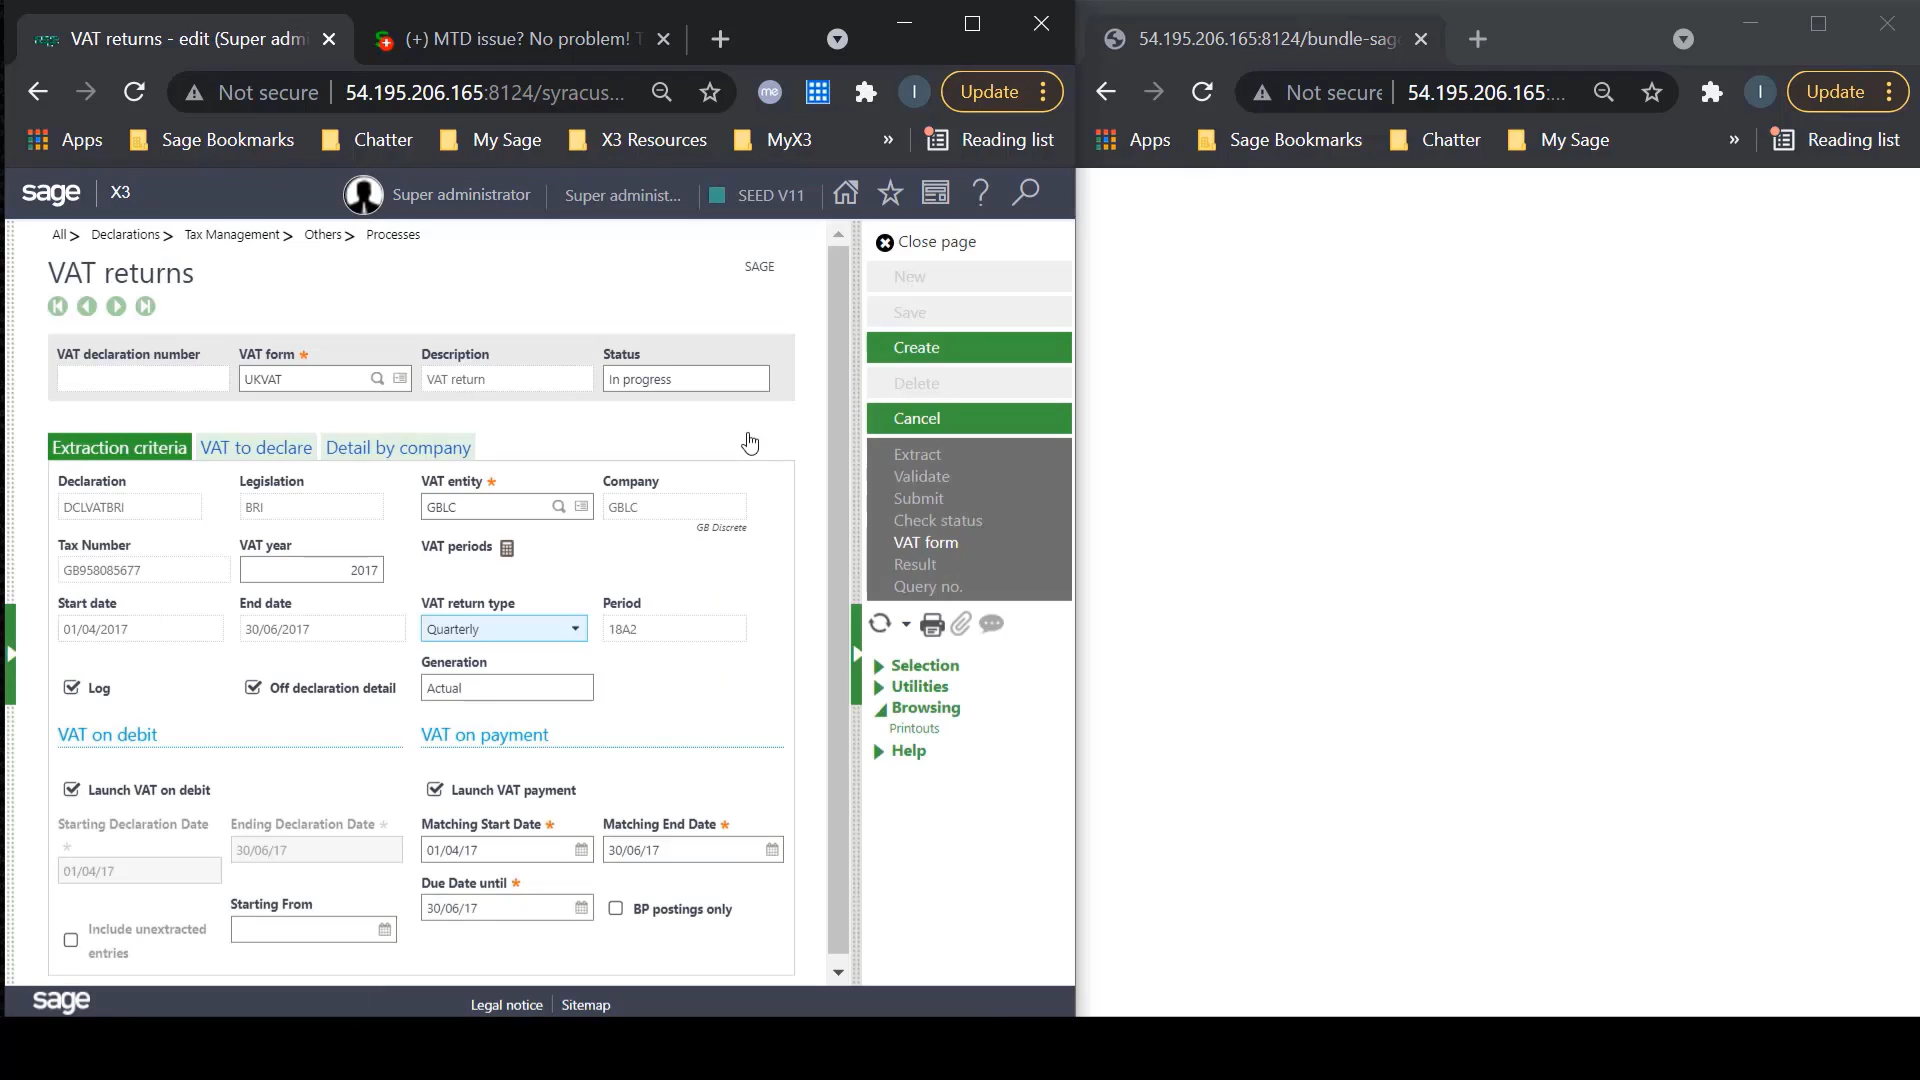 VAT returns - edit (Super admi
(+) MTD issue? No problem! T
Not secure
54.195.206.165:8124/syracus...
me
I
Update
Apps
Sage Bookmarks
Chatter
My Sage
X3 Resources
MyX3
»
Reading list
sage
X3
Super administrator
Super administ...
SEED V11
All > Declarations > Tax Management > Others > Processes
VAT returns
SAGE
VAT declaration number
VAT form *
Description
Status
UKVAT
VAT return
In progress
Extraction criteria
VAT to declare
Detail by company
Declaration
Legislation
VAT entity *
Company
DCLVATBRI
BRI
GBLC
GBLC
GB Discrete
Tax Number
VAT year
VAT periods
GB958085677
2017
Start date
End date
VAT return type
Period
01/04/2017
30/06/2017
Quarterly
18A2
Generation
Log
Off declaration detail
Actual
VAT on debit
VAT on payment
Launch VAT on debit
Launch VAT payment
Starting Declaration Date
*
Ending Declaration Date *
Matching Start Date *
Matching End Date *
01/04/17
30/06/17
01/04/17
30/06/17
Due Date until *
Starting From
30/06/17
BP postings only
Include unextracted
entries
Close page
New
Save
Create
Delete
Cancel
Extract
Validate
Submit
Check status
VAT form
Result
Query no.
Selection
Utilities
Browsing
Printouts
Help
sage
Legal notice
Sitemap
54.195.206.165:8124/bundle-sag
Not secure
54.195.206.165:...
I
Update
Apps
Sage Bookmarks
Chatter
My Sage
»
Reading list